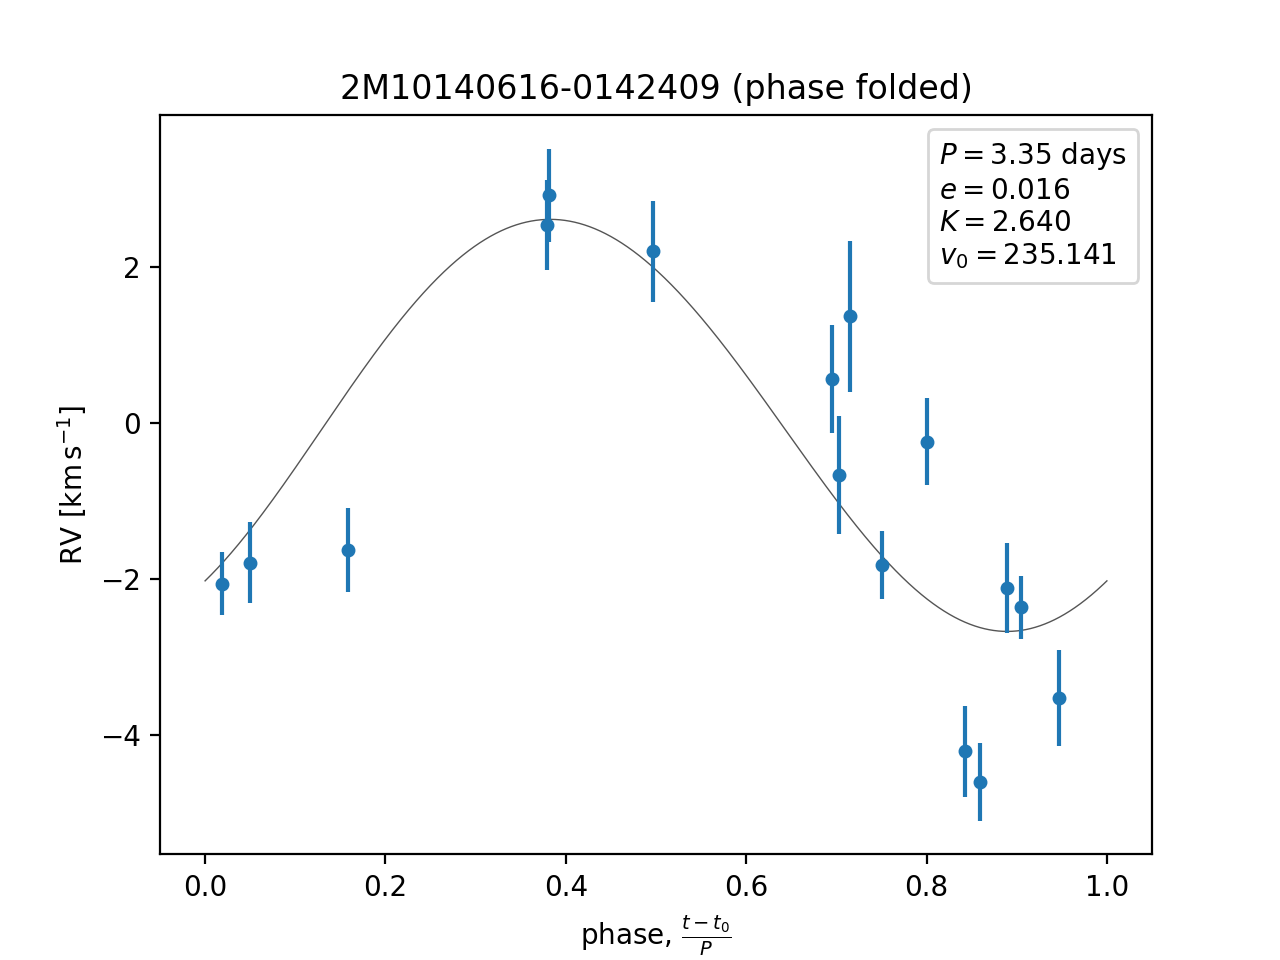 2M10140616-0142409 (phase folded)
P = 3.35 days
e = 0.016
K = 2.640
v₀ = 235.141
RV [km s⁻¹]
2
0
−2
−4
0.0 0.2 0.4 0.6 0.8 1.0
phase, (t − t₀)/P